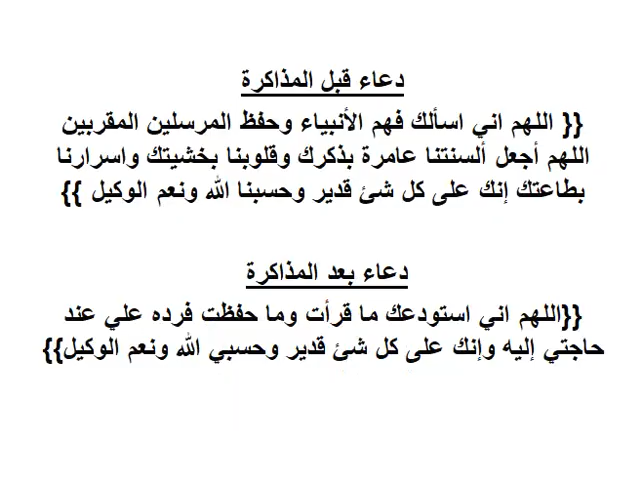 دعاء قبل المذاكرة
{{ اللهم اني اسألك فهم الأنبياء وحفظ المرسلين المقربين
اللهم أجعل ألسنتنا عامرة بذكرك وقلوبنا بخشيتك واسرارنا
بطاعتك إنك على كل شئ قدير وحسبنا الله ونعم الوكيل }}
دعاء بعد المذاكرة
{{اللهم اني استودعك ما قرأت وما حفظت فرده علي عند
حاجتي إليه وإنك على كل شئ قدير وحسبي الله ونعم الوكيل}}